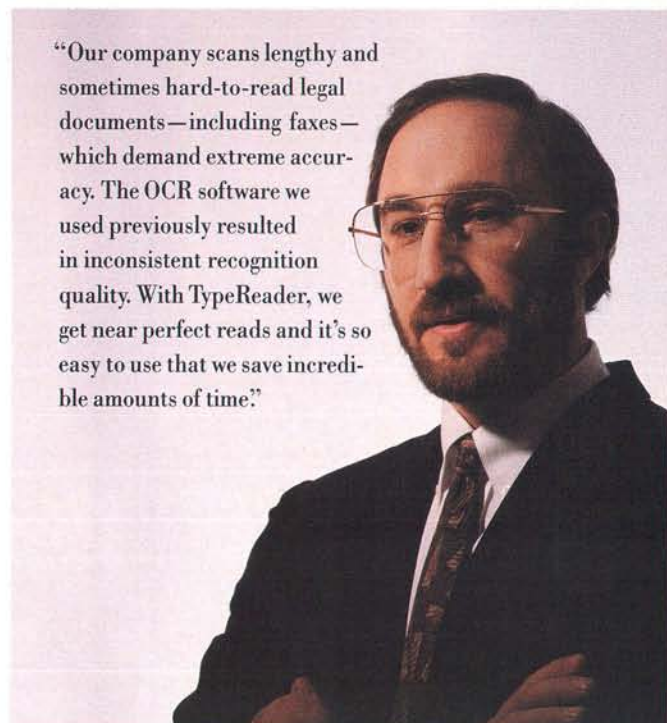 “Our company scans lengthy and
sometimes hard-to-read legal
documents—including faxes—
which demand extreme accur-
acy. The OCR software we
used previously resulted
in inconsistent recognition
quality. With TypeReader, we
get near perfect reads and it’s so
easy to use that we save incredi-
ble amounts of time.”